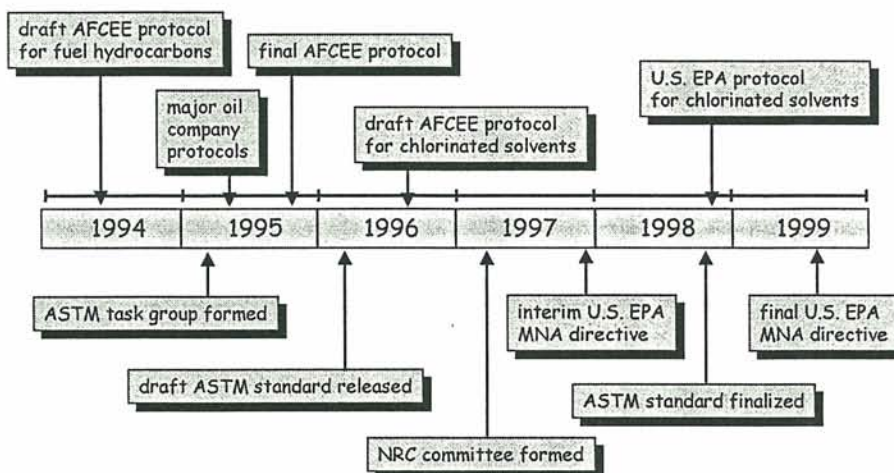 draft AFCEE protocol
for fuel hydrocarbons
final AFCEE protocol
major oil
company
protocols
draft AFCEE protocol
for chlorinated solvents
U.S. EPA protocol
for chlorinated solvents
1994
1995
1996
1997
1998
1999
ASTM task group formed
draft ASTM standard released
NRC committee formed
interim U.S. EPA
MNA directive
ASTM standard finalized
final U.S. EPA
MNA directive